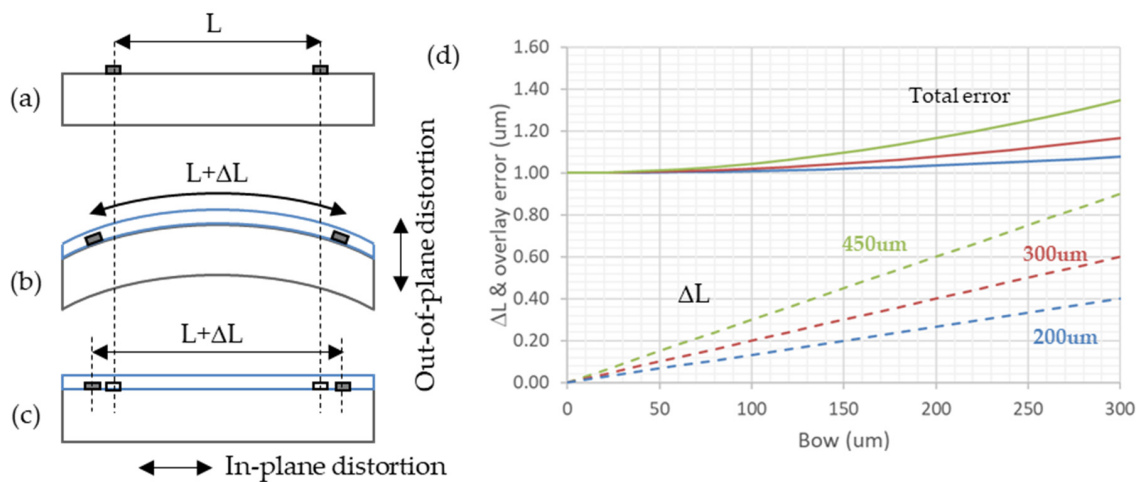 L
(a)
L+ΔL
(b)
Out-of-plane distortion
L+ΔL
(c)
In-plane distortion
(d)
ΔL & overlay error (um)
1.60
1.40
1.20
1.00
0.80
0.60
0.40
0.20
0.00
Total error
450um
300um
ΔL
200um
0
50
100
150
200
250
300
Bow (um)